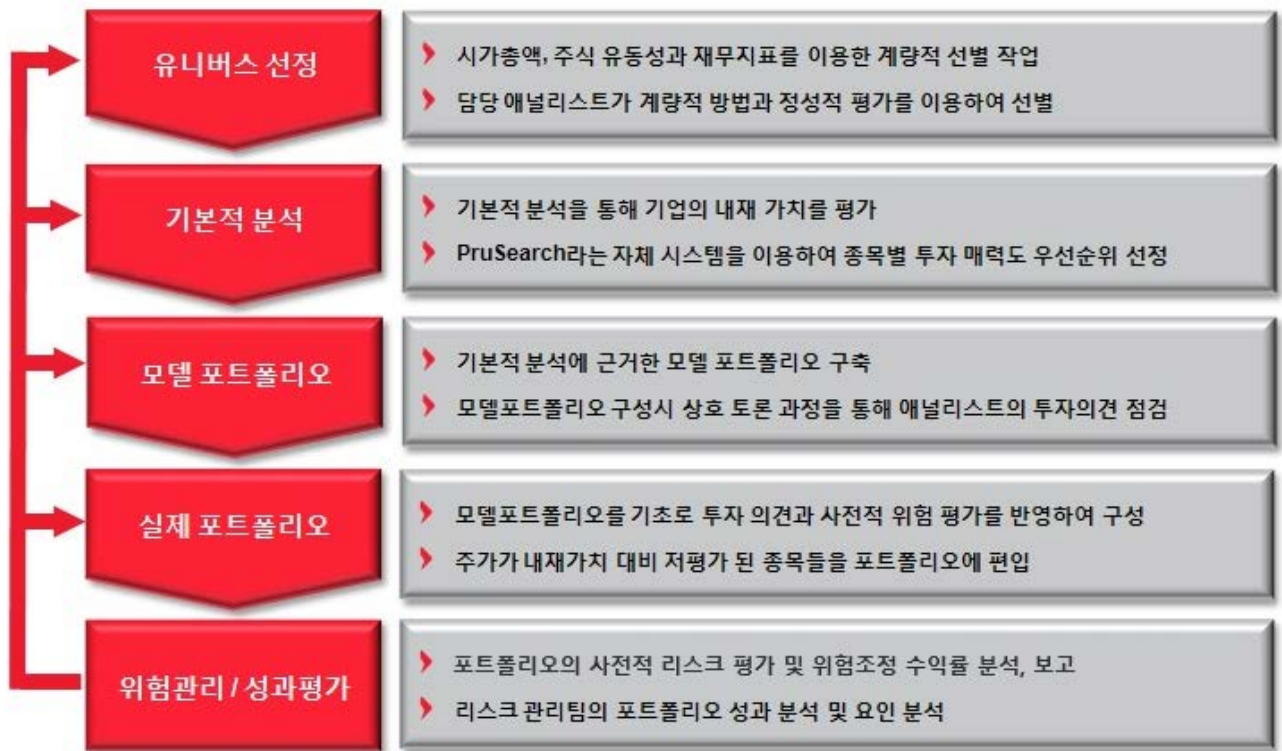 유니버스 선정
시가총액, 주식 유동성과 재무지표를 이용한 계량적 선별 작업
담당 애널리스트가 계량적 방법과 정성적 평가를 이용하여 선별
기본적 분석
기본적 분석을 통해 기업의 내재 가치를 평가
PruSearch라는 자체 시스템을 이용하여 종목별 투자 매력도 우선순위 선정
모델 포트폴리오
기본적 분석에 근거한 모델 포트폴리오 구축
모델포트폴리오 구성시 상호 토론 과정을 통해 애널리스트의 투자의견 점검
실제 포트폴리오
모델포트폴리오를 기초로 투자 의견과 사전적 위험 평가를 반영하여 구성
주가가 내재가치 대비 저평가 된 종목들을 포트폴리오에 편입
위험관리 / 성과평가
포트폴리오의 사전적 리스크 평가 및 위험조정 수익률 분석, 보고
리스크 관리팀의 포트폴리오 성과 분석 및 요인 분석